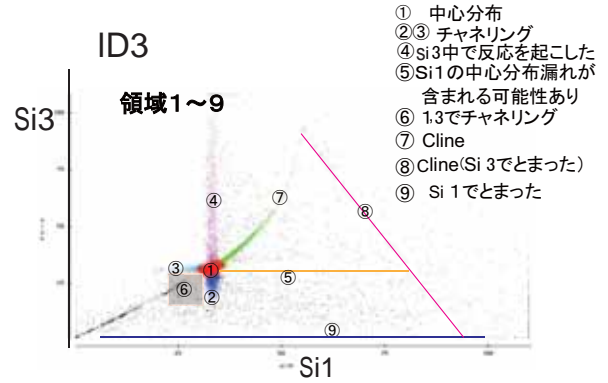 ID3
領域1～9
Si3
Si1
① 中心分布
②③ チャネリング
④Si3中で反応を起こした
⑤Si1の中心分布漏れが
含まれる可能性あり
⑥ 1,3でチャネリング
⑦ Cline
⑧ Cline(Si 3でとまった)
⑨ Si 1でとまった
④
⑦
⑧
③
①
⑤
⑥
②
⑨